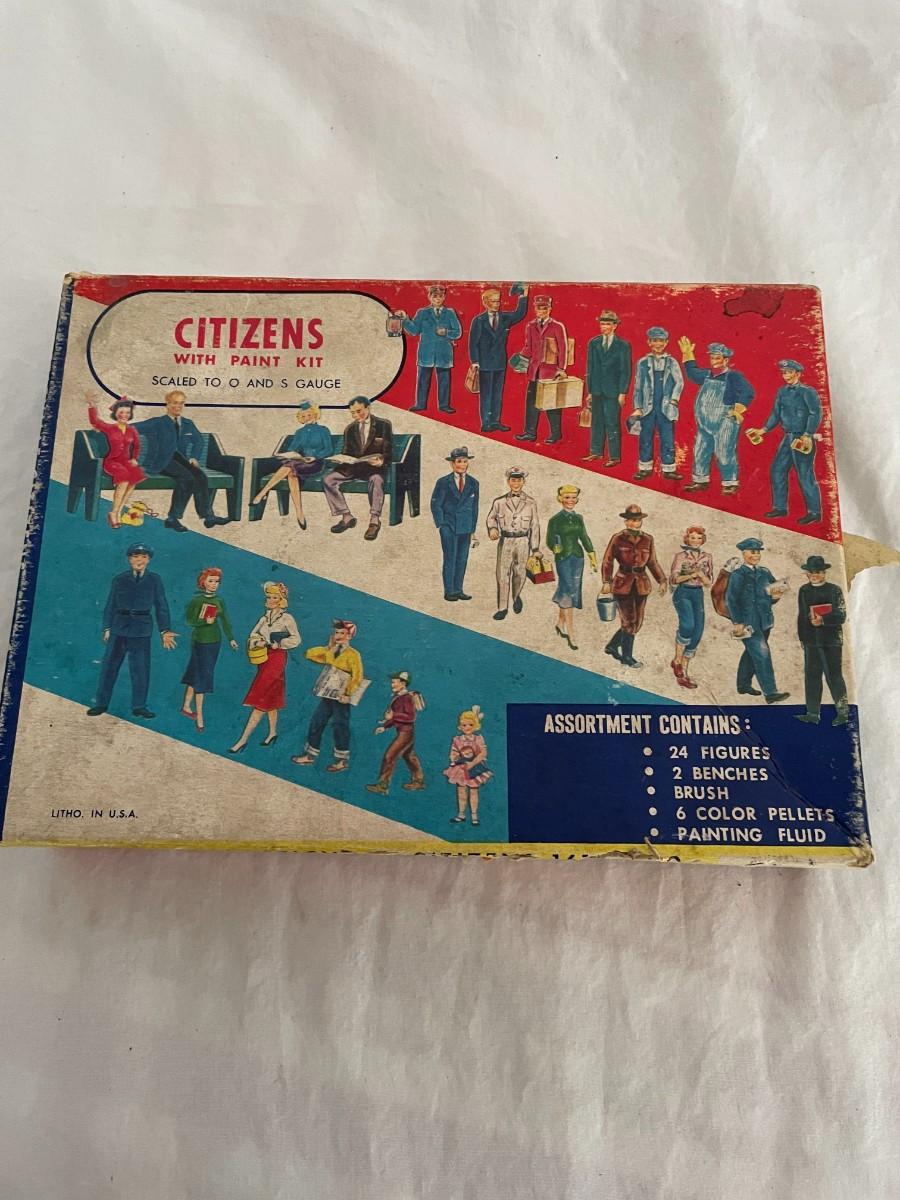 CITIZENS
WITH PAINT KIT
SCALED TO O AND S GAUGE
ASSORTMENT CONTAINS:
• 24 FIGURES
• 2 BENCHES
• BRUSH
• 6 COLOR PELLETS
• PAINTING FLUID
LITHO. IN U.S.A.
CITIZENS